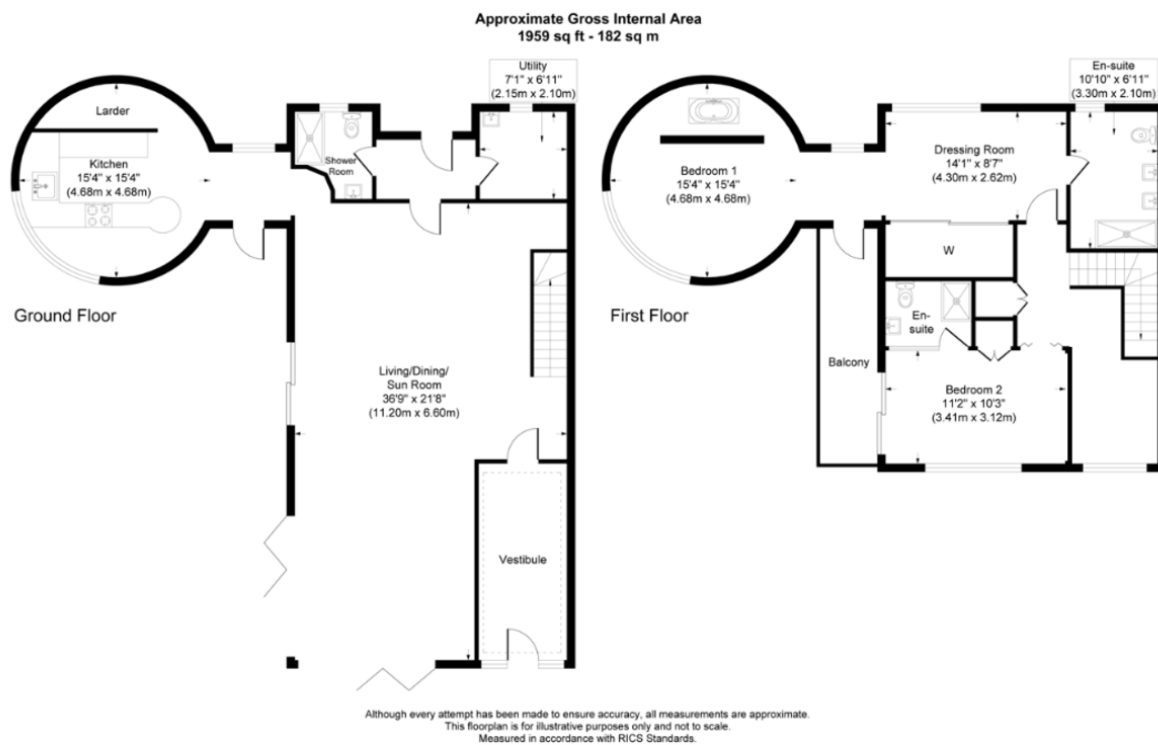 Approximate Gross Internal Area
1959 sq ft - 182 sq m
Utility
7'1" x 6'11"
(2.15m x 2.10m)
Larder
Kitchen
15'4" x 15'4"
(4.68m x 4.68m)
Shower
Room
Ground Floor
Living/Dining/
Sun Room
36'9" x 21'8"
(11.20m x 6.60m)
Vestibule
En-suite
10'10" x 6'11"
(3.30m x 2.10m)
Bedroom 1
15'4" x 15'4"
(4.68m x 4.68m)
Dressing Room
14'1" x 8'7"
(4.30m x 2.62m)
W
First Floor
En-
suite
Balcony
Bedroom 2
11'2" x 10'3"
(3.41m x 3.12m)
Although every attempt has been made to ensure accuracy, all measurements are approximate.
This floorplan is for illustrative purposes only and not to scale.
Measured in accordance with RICS Standards.